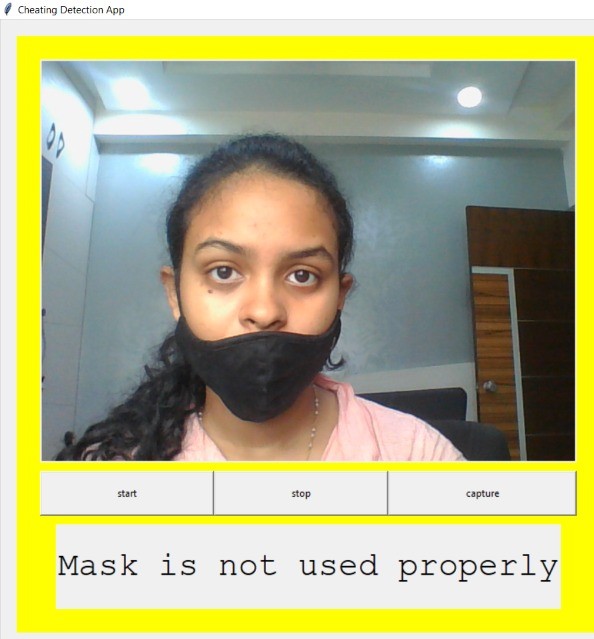 Cheating Detection App
start
stop
capture
Mask is not used properly